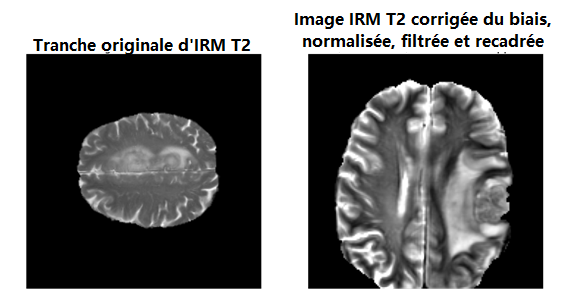 Tranche originale d'IRM T2
Image IRM T2 corrigée du biais,
normalisée, filtrée et recadrée